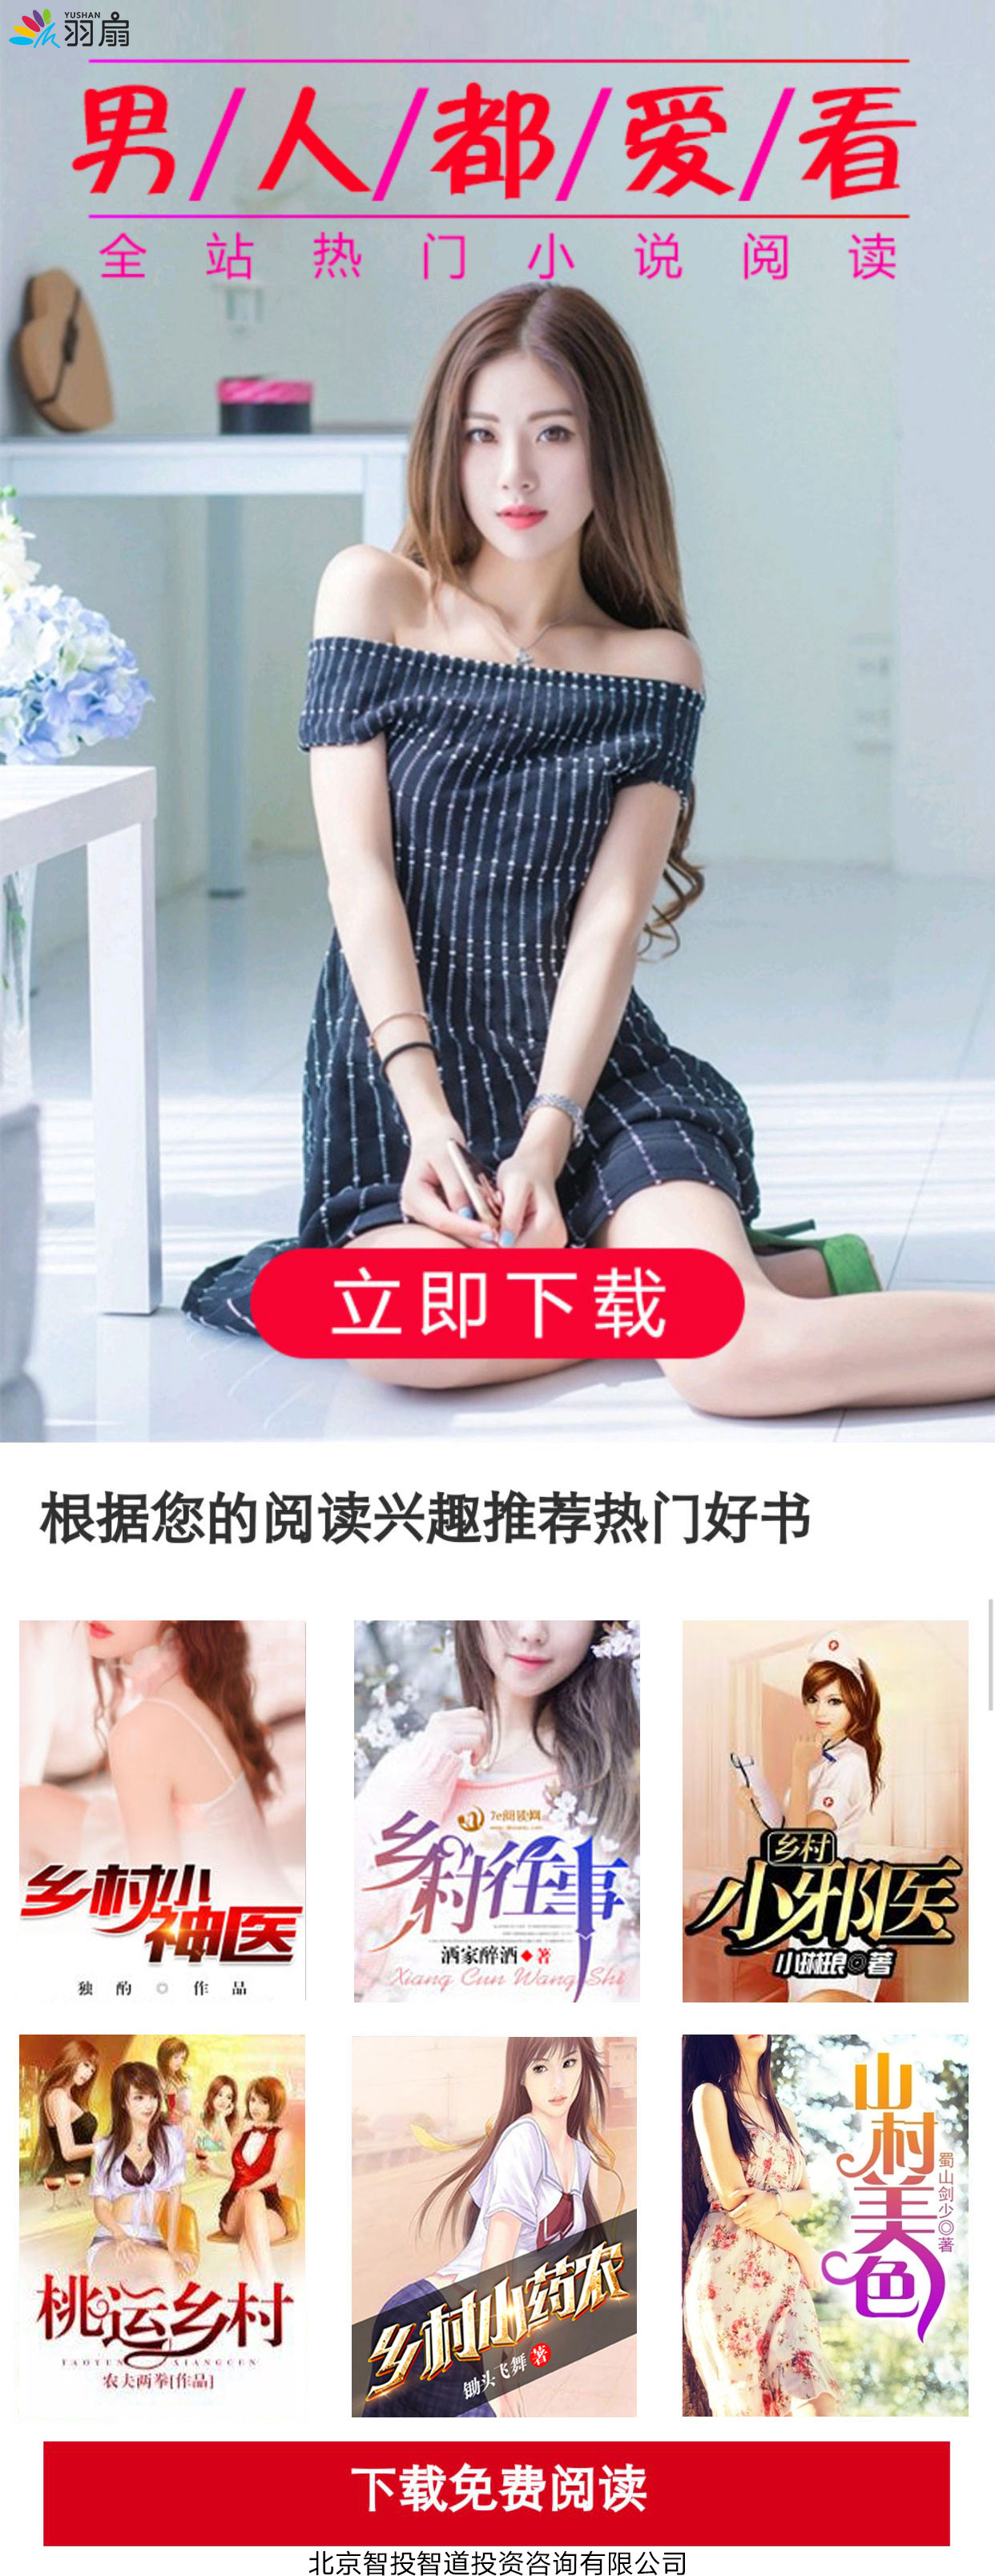 YUSHAN
羽扇
男/人/都/爱/看
全站热门小说阅读
立即下载
根据您的阅读兴趣推荐热门好书
乡村小神医
独酌◎作品
7e阅读网
乡村往事
酒家醉酒◆著
Xiang Cun Wang Shi
乡村
小邪医
小琳琅◎著
桃运乡村
TAOYUN XIANGCUN
农夫两拳[作品]
乡村小药农
锄头飞舞 著
山村美色
蜀山剑少◎著
下载免费阅读
北京智投智道投资咨询有限公司